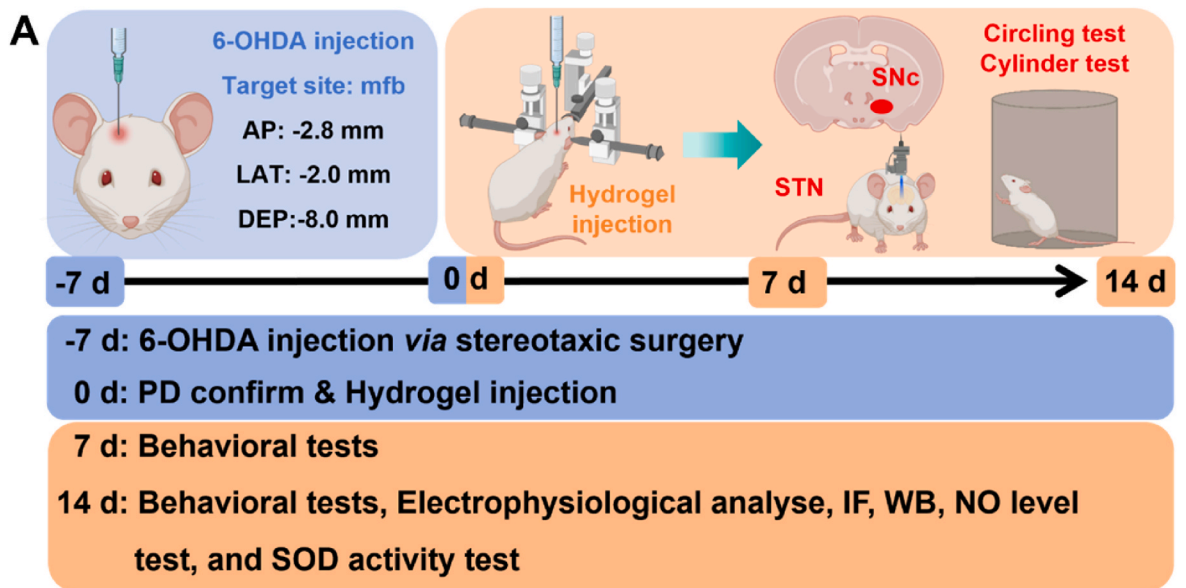 A
6-OHDA injection
Target site: mfb
AP: -2.8 mm
LAT: -2.0 mm
DEP:-8.0 mm
Hydrogel
injection
SNc
STN
Circling test
Cylinder test
-7 d
0 d
7 d
14 d
-7 d: 6-OHDA injection via stereotaxic surgery
0 d: PD confirm & Hydrogel injection
7 d: Behavioral tests
14 d: Behavioral tests, Electrophysiological analyse, IF, WB, NO level
test, and SOD activity test